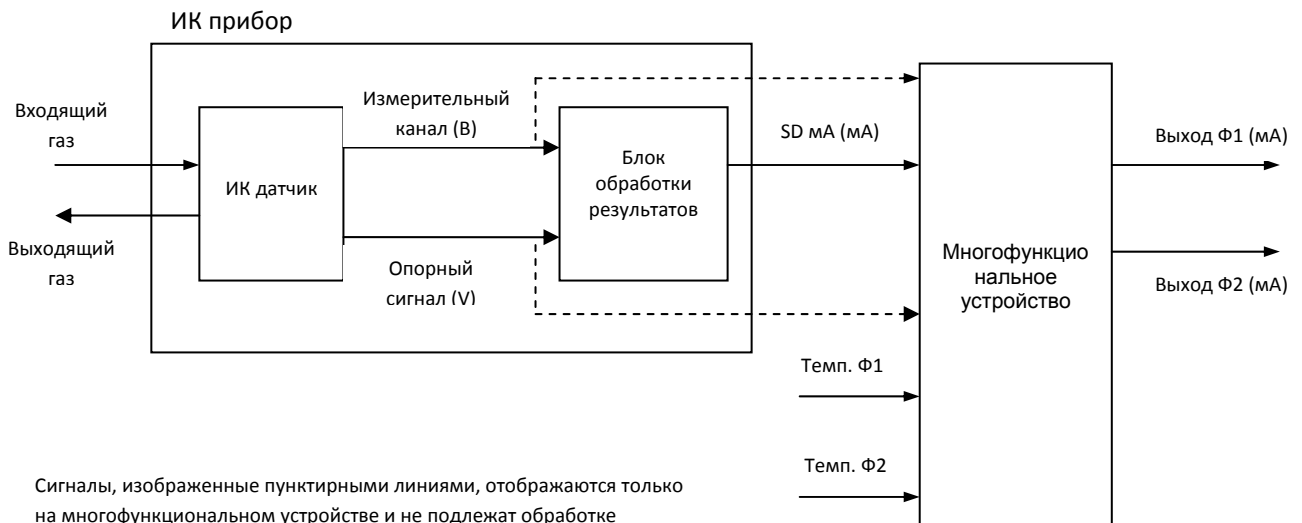 ИК прибор
Входящий
газ
Выходящий
газ
ИК датчик
Измерительный
канал (В)
Опорный
сигнал (V)
Блок
обработки
результатов
SD мА (мА)
Темп. Ф1
Темп. Ф2
Многофункцио
нальное
устройство
Выход Ф1 (мА)
Выход Ф2 (мА)
Сигналы, изображенные пунктирными линиями, отображаются только
на многофункциональном устройстве и не подлежат обработке